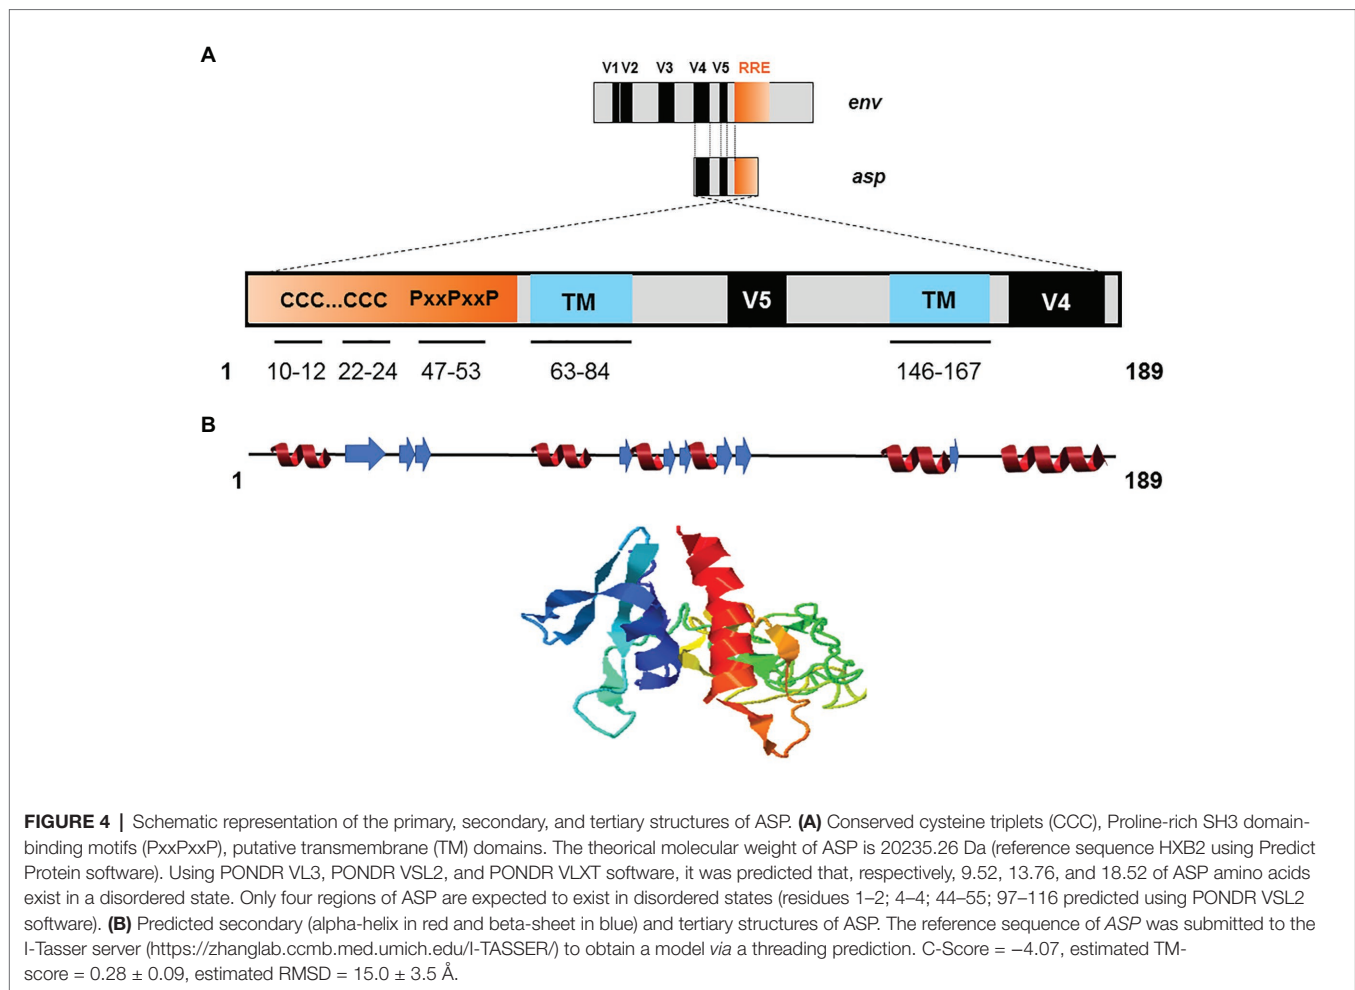 A
V1 V2 V3 V4 V5 RRE
env
asp
CCC...CCC PxxPxxP TM V5 TM V4
1 10-12 22-24 47-53 63-84 146-167 189
B
1 189
FIGURE 4 | Schematic representation of the primary, secondary, and tertiary structures of ASP. (A) Conserved cysteine triplets (CCC), Proline-rich SH3 domain-
binding motifs (PxxPxxP), putative transmembrane (TM) domains. The theorical molecular weight of ASP is 20235.26 Da (reference sequence HXB2 using Predict
Protein software). Using PONDR VL3, PONDR VSL2, and PONDR VLXT software, it was predicted that, respectively, 9.52, 13.76, and 18.52 of ASP amino acids
exist in a disordered state. Only four regions of ASP are expected to exist in disordered states (residues 1–2; 4–4; 44–55; 97–116 predicted using PONDR VSL2
software). (B) Predicted secondary (alpha-helix in red and beta-sheet in blue) and tertiary structures of ASP. The reference sequence of ASP was submitted to the
I-Tasser server (https://zhanglab.ccmb.med.umich.edu/I-TASSER/) to obtain a model via a threading prediction. C-Score = −4.07, estimated TM-
score = 0.28 ± 0.09, estimated RMSD = 15.0 ± 3.5 Å.